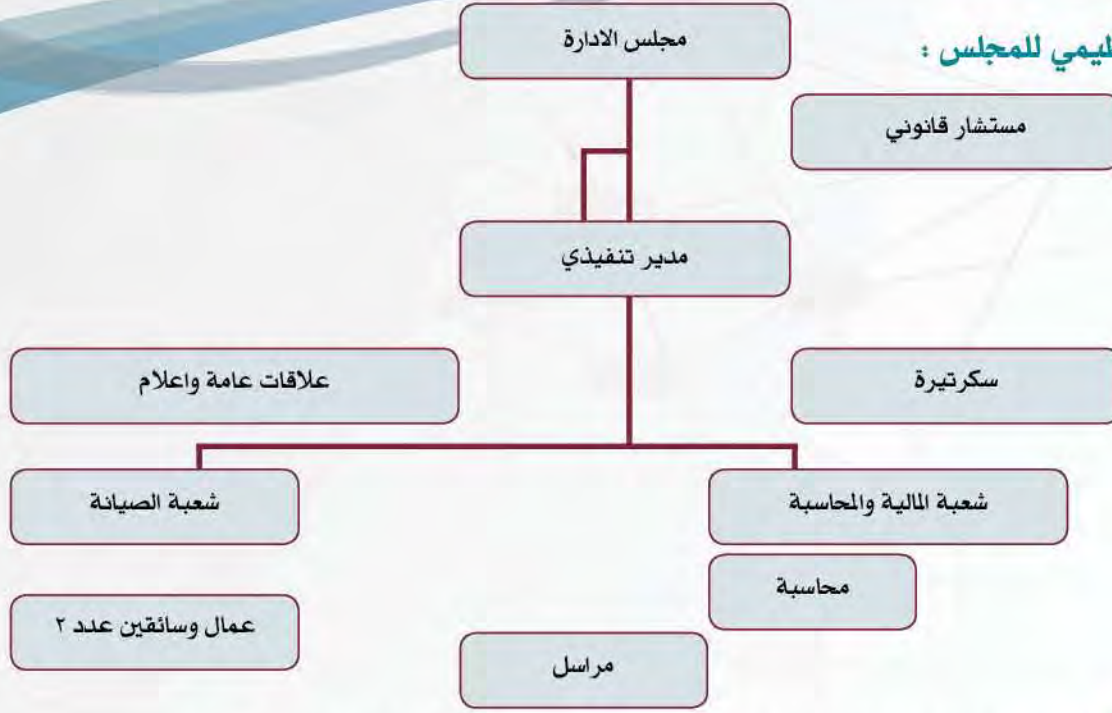 مجلس الادارة
ليمي للمجلس :
مستشار قانوني
مدير تنفيذي
سكرتيرة
علاقات عامة واعلام
شعبة المالية والمحاسبة
شعبة الصيانة
محاسبة
عمال وسائقين عدد ٢
مراسل